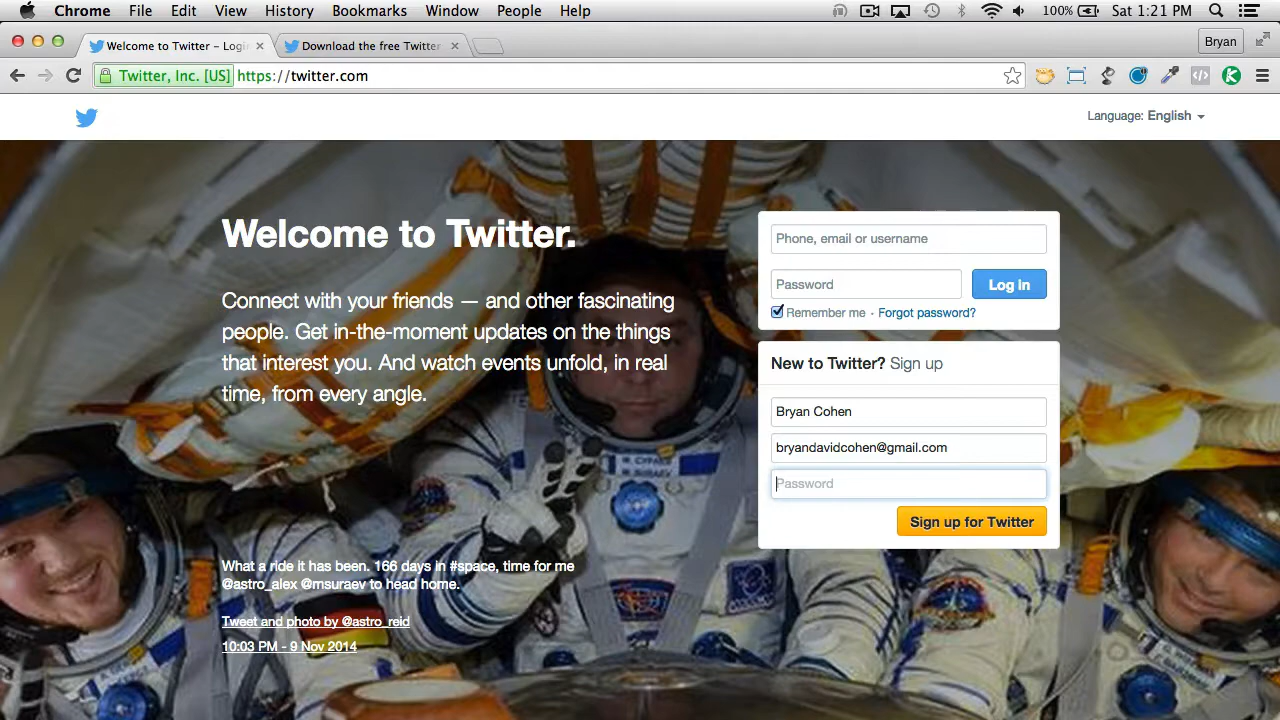 Chrome File Edit View History Bookmarks Window People Help 100% Sat 1:21 PM
Welcome to Twitter – Login Download the free Twitter Bryan
Twitter, Inc. [US] https://twitter.com
Language: English
Welcome to Twitter.
Connect with your friends — and other fascinating
people. Get in-the-moment updates on the things
that interest you. And watch events unfold, in real
time, from every angle.
Phone, email or username
Password Log In
Remember me · Forgot password?
New to Twitter? Sign up
Bryan Cohen
bryandavidcohen@gmail.com
Password
Sign up for Twitter
What a ride it has been. 166 days in #space, time for me
@astro_alex @msuraev to head home.
Tweet and photo by @astro_reid
10:03 PM - 9 Nov 2014